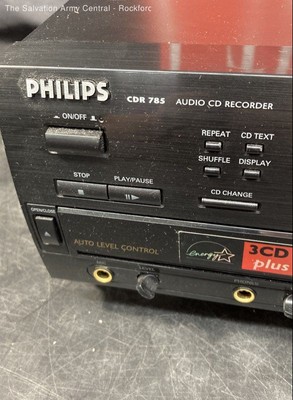 The Salvation Army Central - Rockford
PHILIPS
CDR 785 AUDIO CD RECORDER
ON/OFF
REPEAT CD TEXT
SHUFFLE DISPLAY
STOP PLAY/PAUSE
CD CHANGE
OPEN/CLOSE
AUTO LEVEL CONTROL
energy
3CD
plus
LEVEL